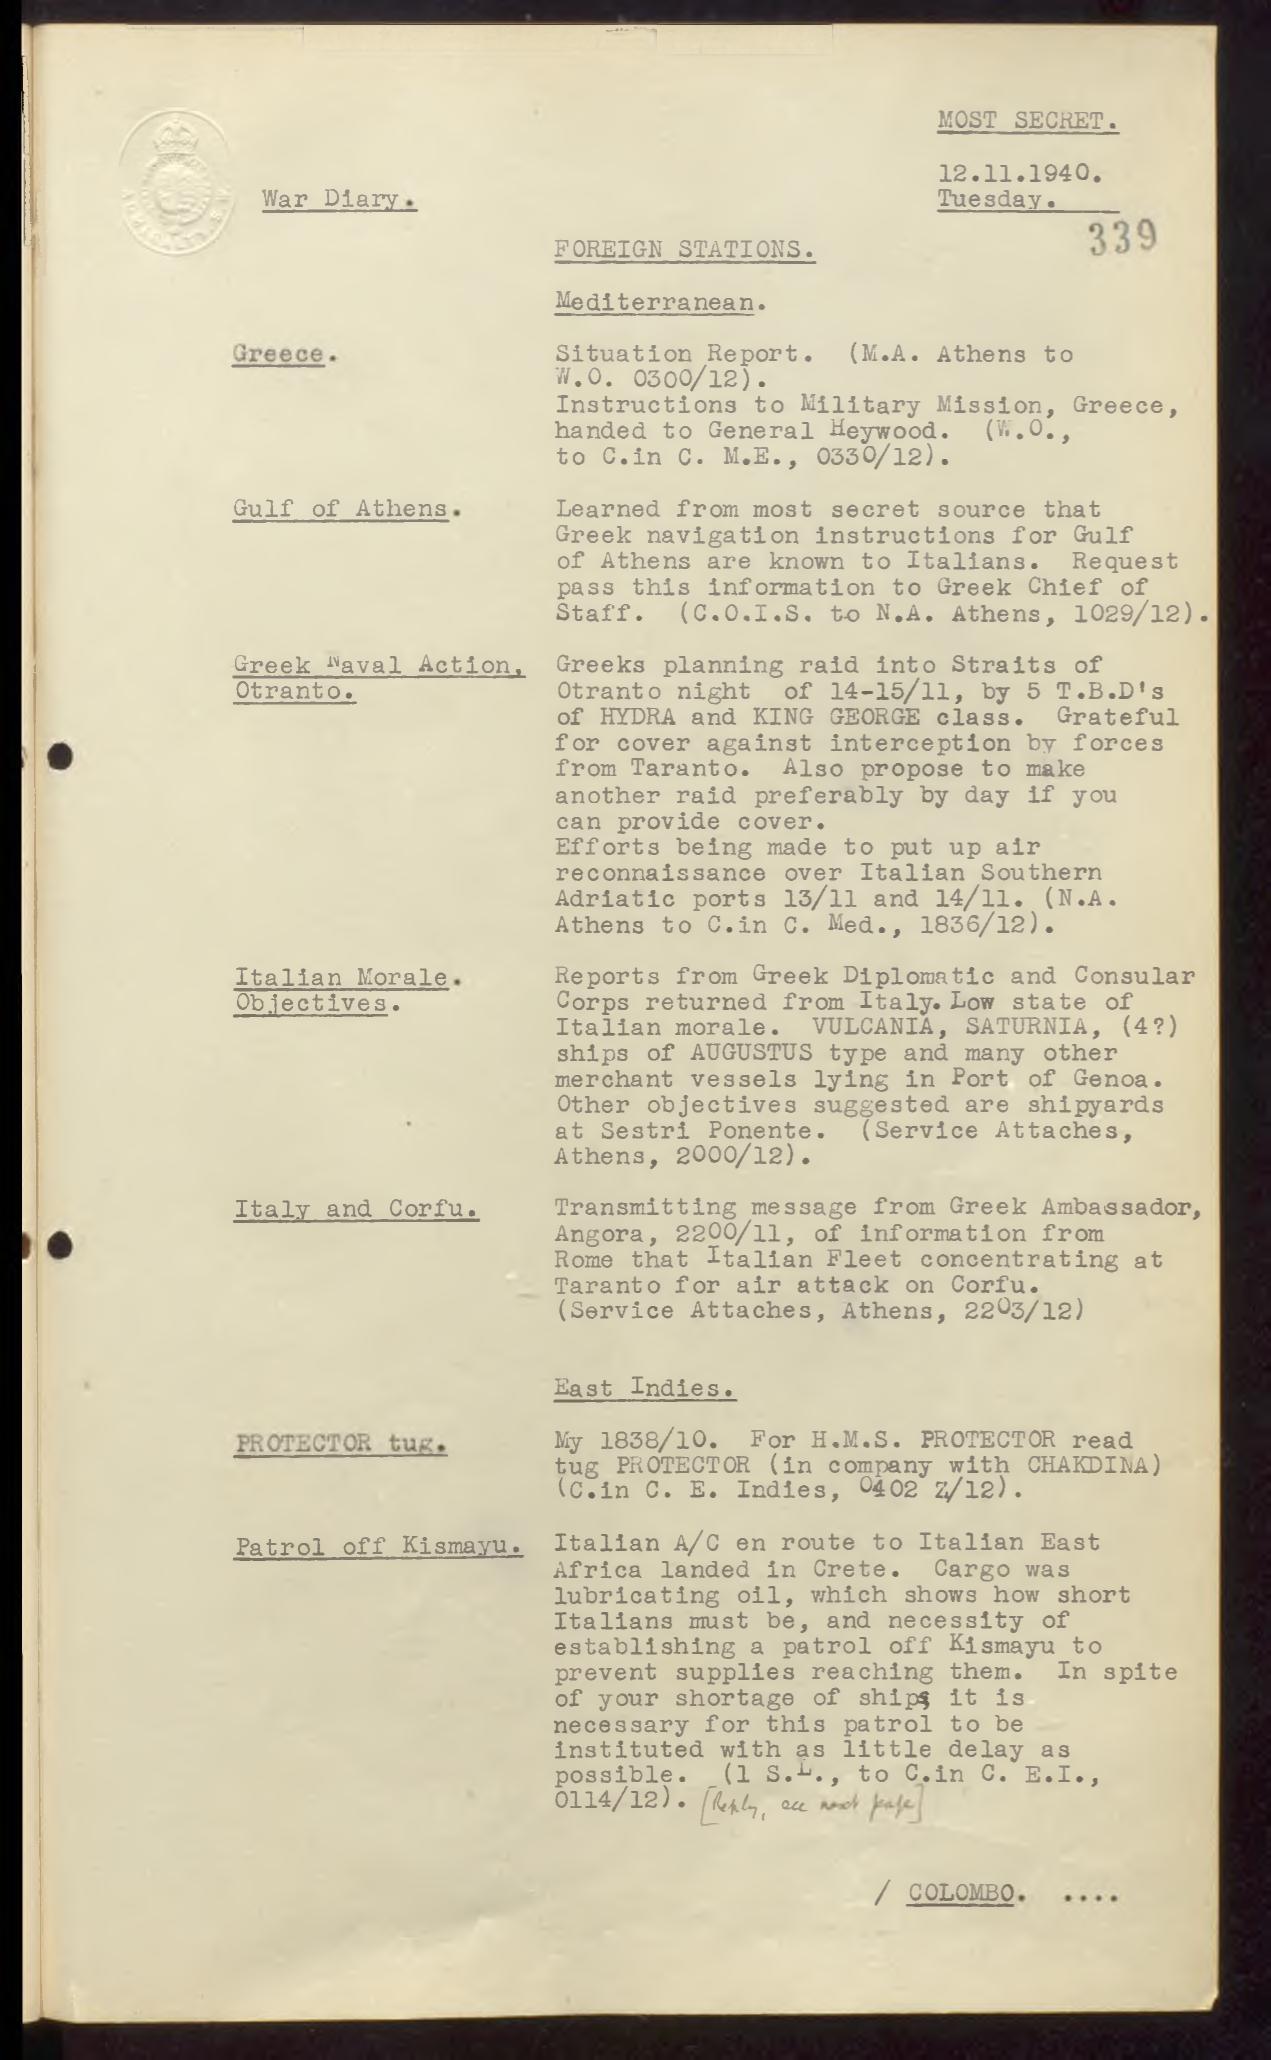 MOST SECRET.
12.11.1940.
War Diary.
Tuesday.
339
FOREIGN STATIONS.
Mediterranean.
Greece.
Situation Report. (M.A. Athens to
W.O. 0300/12).
Instructions to Military Mission, Greece,
handed to General Heywood. (W.O.,
to C.in C. M.E., 0330/12).
Gulf of Athens.
Learned from most secret source that
Greek navigation instructions for Gulf
of Athens are known to Italians. Request
pass this information to Greek Chief of
Staff. (C.O.I.S. to N.A. Athens, 1029/12).
Greek Naval Action,
Otranto.
Greeks planning raid into Straits of
Otranto night of 14-15/11, by 5 T.B.D's
of HYDRA and KING GEORGE class. Grateful
for cover against interception by forces
from Taranto. Also propose to make
another raid preferably by day if you
can provide cover.
Efforts being made to put up air
reconnaissance over Italian Southern
Adriatic ports 13/11 and 14/11. (N.A.
Athens to C.in C. Med., 1836/12).
Italian Morale.
Objectives.
Reports from Greek Diplomatic and Consular
Corps returned from Italy. Low state of
Italian morale. VULCANIA, SATURNIA, (4?)
ships of AUGUSTUS type and many other
merchant vessels lying in Port of Genoa.
Other objectives suggested are shipyards
at Sestri Ponente. (Service Attaches,
Athens, 2000/12).
Italy and Corfu.
Transmitting message from Greek Ambassador,
Angora, 2200/11, of information from
Rome that Italian Fleet concentrating at
Taranto for air attack on Corfu.
(Service Attaches, Athens, 2203/12)
East Indies.
PROTECTOR tug.
My 1838/10. For H.M.S. PROTECTOR read
tug PROTECTOR (in company with CHAKDINA)
(C.in C. E. Indies, 0402 Z/12).
Patrol off Kismayu.
Italian A/C en route to Italian East
Africa landed in Crete. Cargo was
lubricating oil, which shows how short
Italians must be, and necessity of
establishing a patrol off Kismayu to
prevent supplies reaching them. In spite
of your shortage of ships, it is
necessary for this patrol to be
instituted with as little delay as
possible. (1 S.L., to C.in C. E.I.,
0114/12). [Reply, see next page]
/ COLOMBO. ....